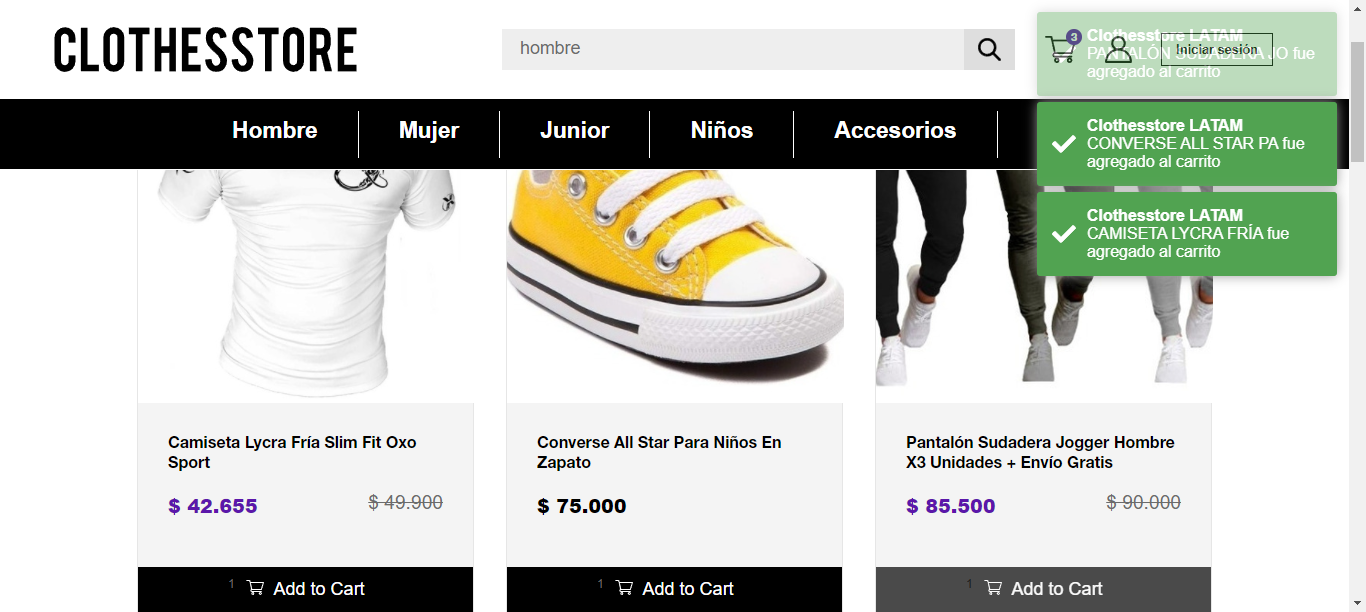 CLOTHESSTORE
hombre
3
Iniciar sesión
Clothesstore LATAM
PANTALÓN SUDADERA JO fue
agregado al carrito
Hombre
Mujer
Junior
Niños
Accesorios
Clothesstore LATAM
CONVERSE ALL STAR PA fue
agregado al carrito
Clothesstore LATAM
CAMISETA LYCRA FRÍA fue
agregado al carrito
Camiseta Lycra Fría Slim Fit Oxo
Sport
$ 42.655
$ 49.900
1
Add to Cart
Converse All Star Para Niños En
Zapato
$ 75.000
1
Add to Cart
Pantalón Sudadera Jogger Hombre
X3 Unidades + Envío Gratis
$ 85.500
$ 90.000
1
Add to Cart